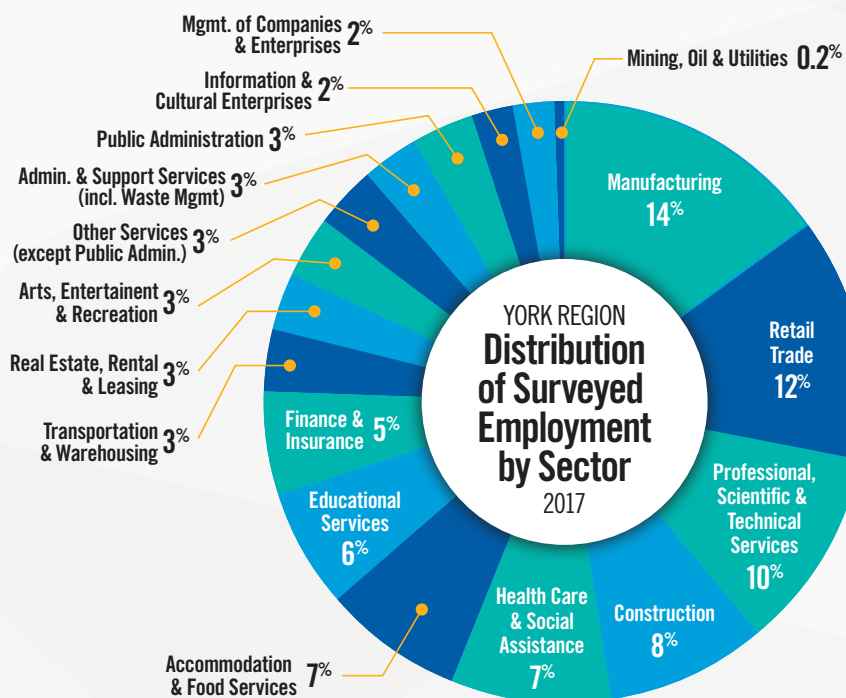 Mgmt. of Companies
& Enterprises 2%
Mining, Oil & Utilities 0.2%
Information &
Cultural Enterprises 2%
Public Administration 3%
Admin. & Support Services
(incl. Waste Mgmt) 3%
Other Services
(except Public Admin.) 3%
Arts, Entertainent
& Recreation 3%
Real Estate, Rental
& Leasing 3%
Transportation
& Warehousing 3%
Finance &
Insurance 5%
Educational
Services
6%
Accommodation
& Food Services 7%
Health Care
& Social
Assistance
7%
Construction
8%
Professional,
Scientific &
Technical
Services
10%
Retail
Trade
12%
Manufacturing
14%
YORK REGION
Distribution
of Surveyed
Employment
by Sector
2017